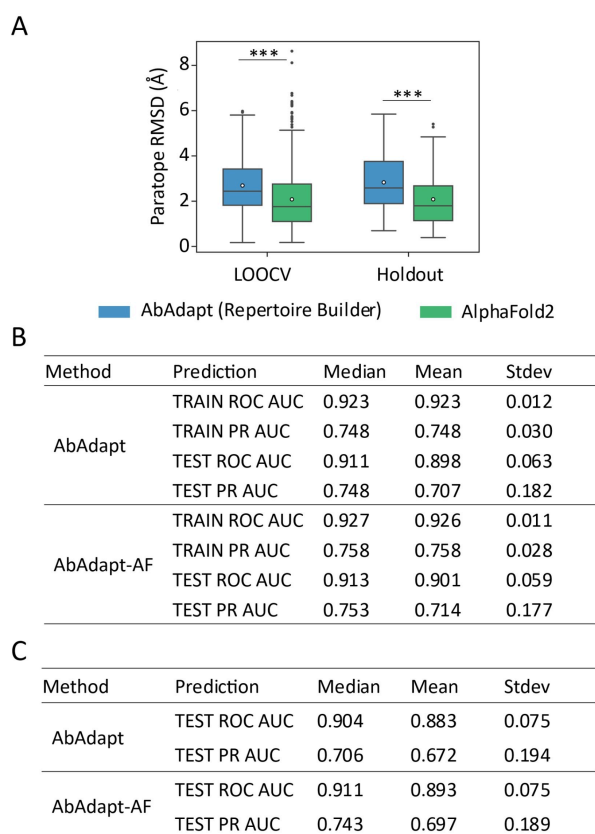 A
***
***
8
6
4
2
0
Paratope RMSD (Å)
LOOCV Holdout
AbAdapt (Repertoire Builder) AlphaFold2
B
Method Prediction Median Mean Stdev
TRAIN ROC AUC 0.923 0.923 0.012
TRAIN PR AUC 0.748 0.748 0.030
AbAdapt
TEST ROC AUC 0.911 0.898 0.063
TEST PR AUC 0.748 0.707 0.182
TRAIN ROC AUC 0.927 0.926 0.011
TRAIN PR AUC 0.758 0.758 0.028
AbAdapt-AF
TEST ROC AUC 0.913 0.901 0.059
TEST PR AUC 0.753 0.714 0.177
C
Method Prediction Median Mean Stdev
TEST ROC AUC 0.904 0.883 0.075
AbAdapt
TEST PR AUC 0.706 0.672 0.194
TEST ROC AUC 0.911 0.893 0.075
AbAdapt-AF
TEST PR AUC 0.743 0.697 0.189